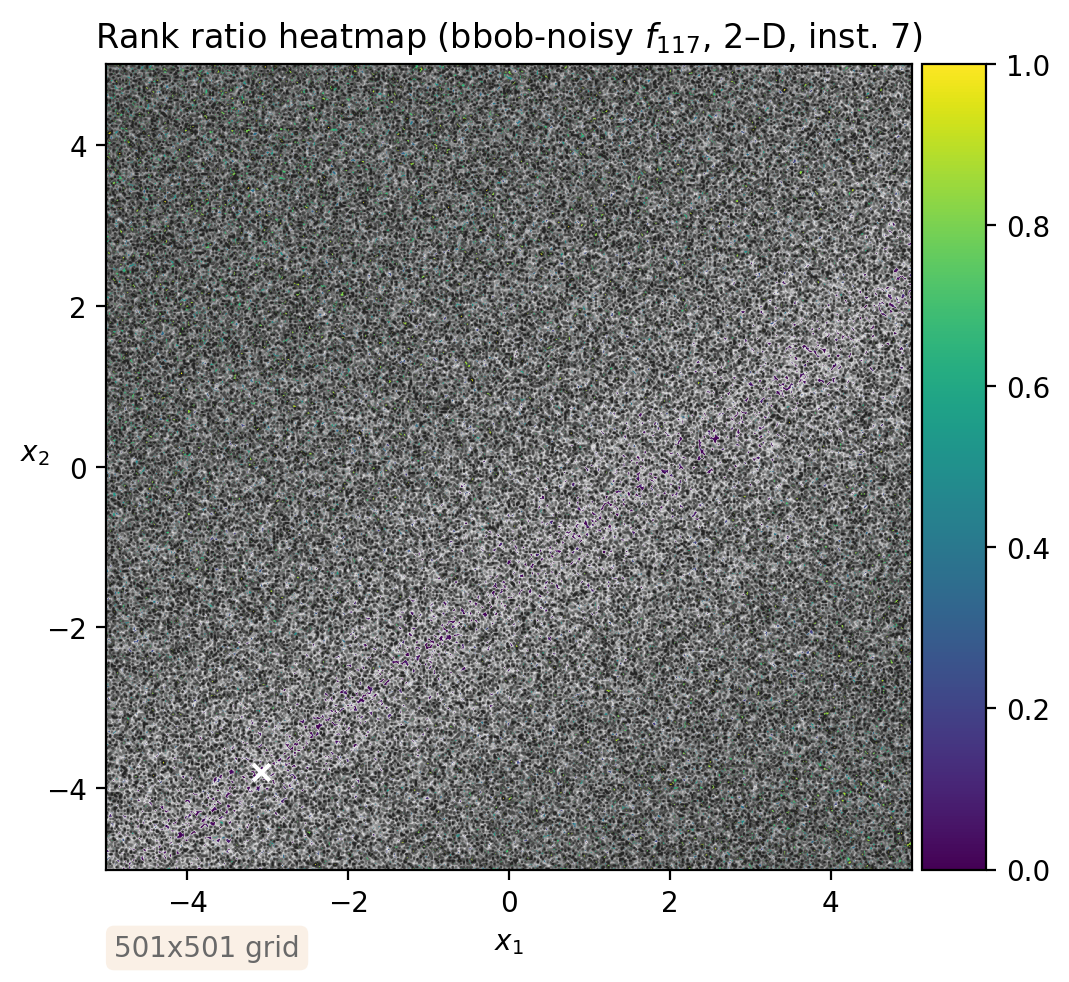 Rank ratio heatmap (bbob-noisy f₁₁₇, 2–D, inst. 7)
1.0
0.8
0.6
0.4
0.2
0.0
4
2
0
−2
−4
x₂
−4 −2 0 2 4
x₁
501x501 grid